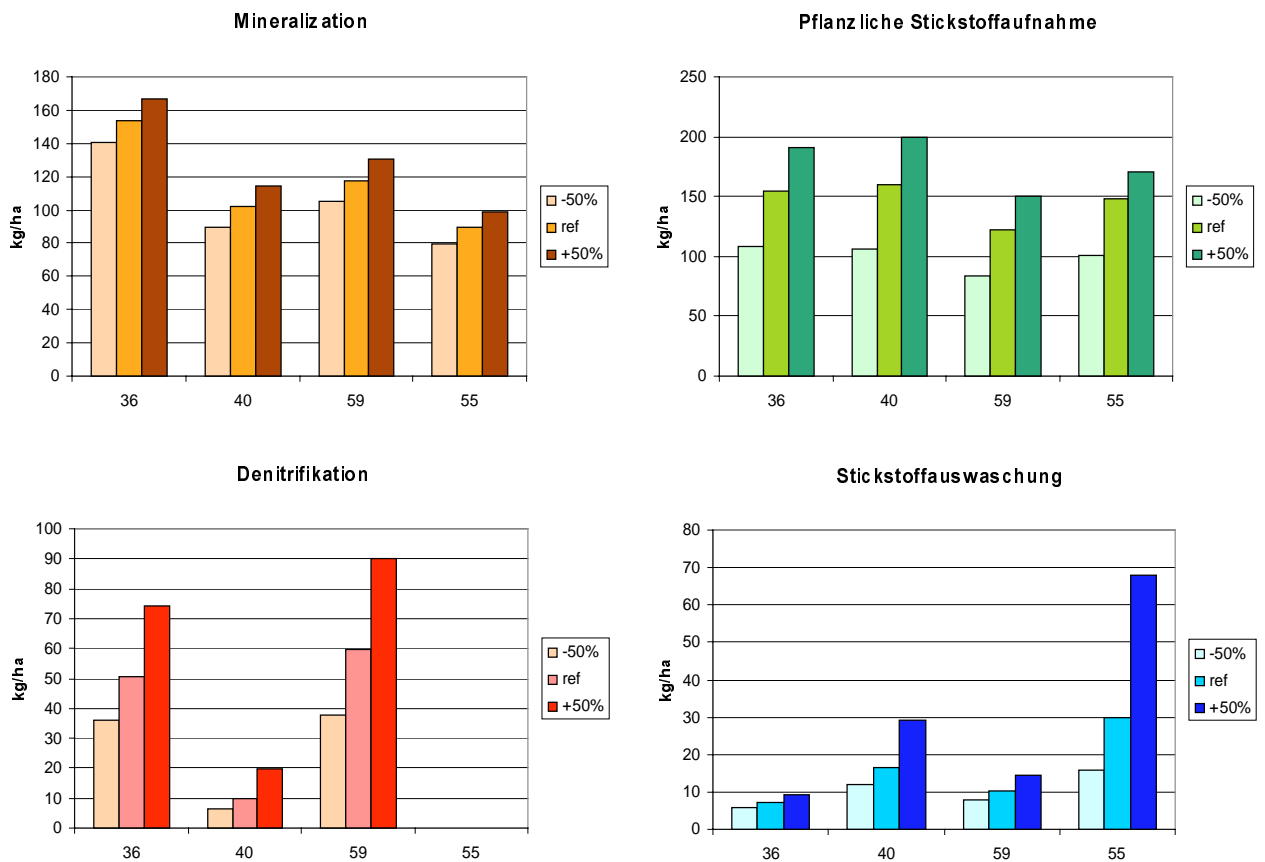 Mineralization
180
160
140
120
100
80
60
40
20
0
kg/ha
36 40 59 55
-50%
ref
+50%
Pflanzliche Stickstoffaufnahme
250
200
150
100
50
0
kg/ha
36 40 59 55
-50%
ref
+50%
Denitrifikation
100
90
80
70
60
50
40
30
20
10
0
kg/ha
36 40 59 55
-50%
ref
+50%
Stickstoffauswaschung
80
70
60
50
40
30
20
10
0
kg/ha
36 40 59 55
-50%
ref
+50%